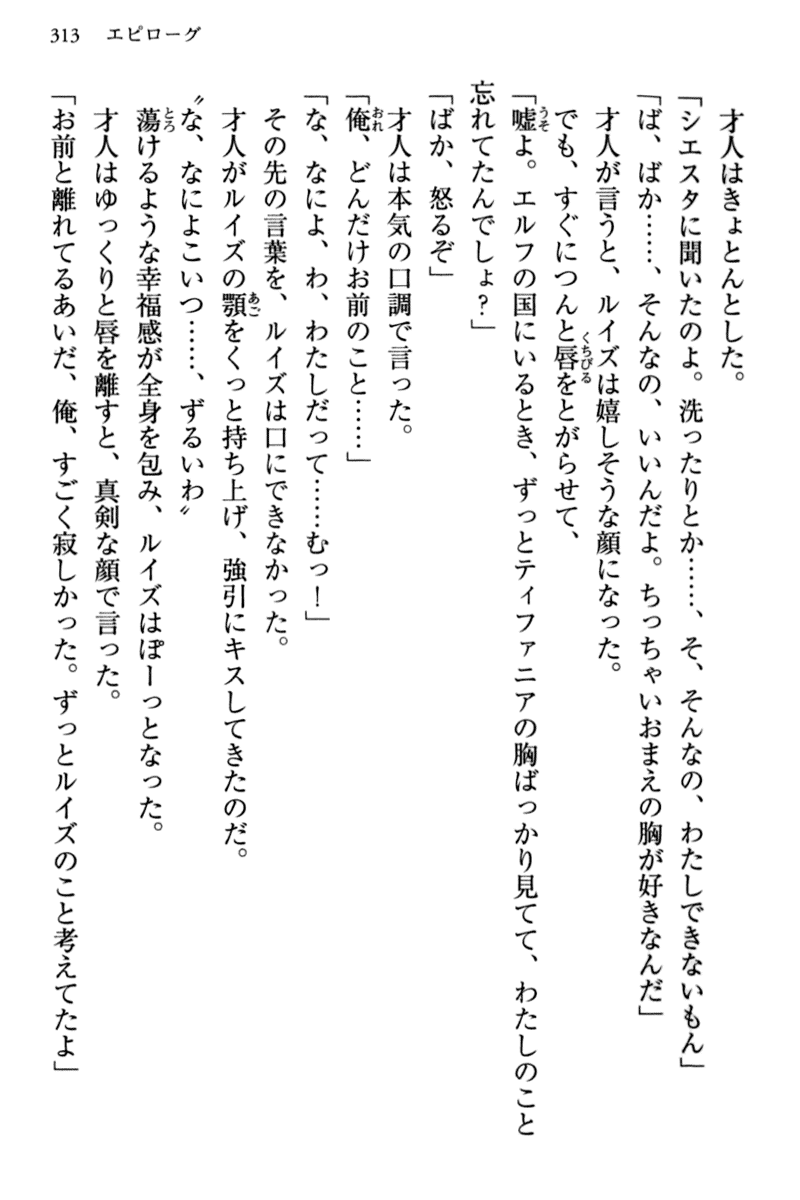 313 エピローグ
才人はきょとんとした。
「シエスタに聞いたのよ。洗ったりとか……、そ、そんなの、わたしできないもん」
「ば、ばか……、そんなの、いいんだよ。ちっちゃいおまえの胸が好きなんだ」
才人が言うと、ルイズは嬉しそうな顔になった。
でも、すぐにつんと唇をとがらせて、
「嘘よ。エルフの国にいるとき、ずっとティファニアの胸ばっかり見てて、わたしのこと
忘れてたんでしょ？」
「ばか、怒るぞ」
才人は本気の口調で言った。
「俺、どんだけお前のこと……」
「な、なによ、わ、わたしだって……むっ！」
その先の言葉を、ルイズは口にできなかった。
才人がルイズの顎をくっと持ち上げ、強引にキスしてきたのだ。
〝な、なによこいつ……、ずるいわ〟
蕩けるような幸福感が全身を包み、ルイズはぽーっとなった。
才人はゆっくりと唇を離すと、真剣な顔で言った。
「お前と離れてるあいだ、俺、すごく寂しかった。ずっとルイズのこと考えてたよ」